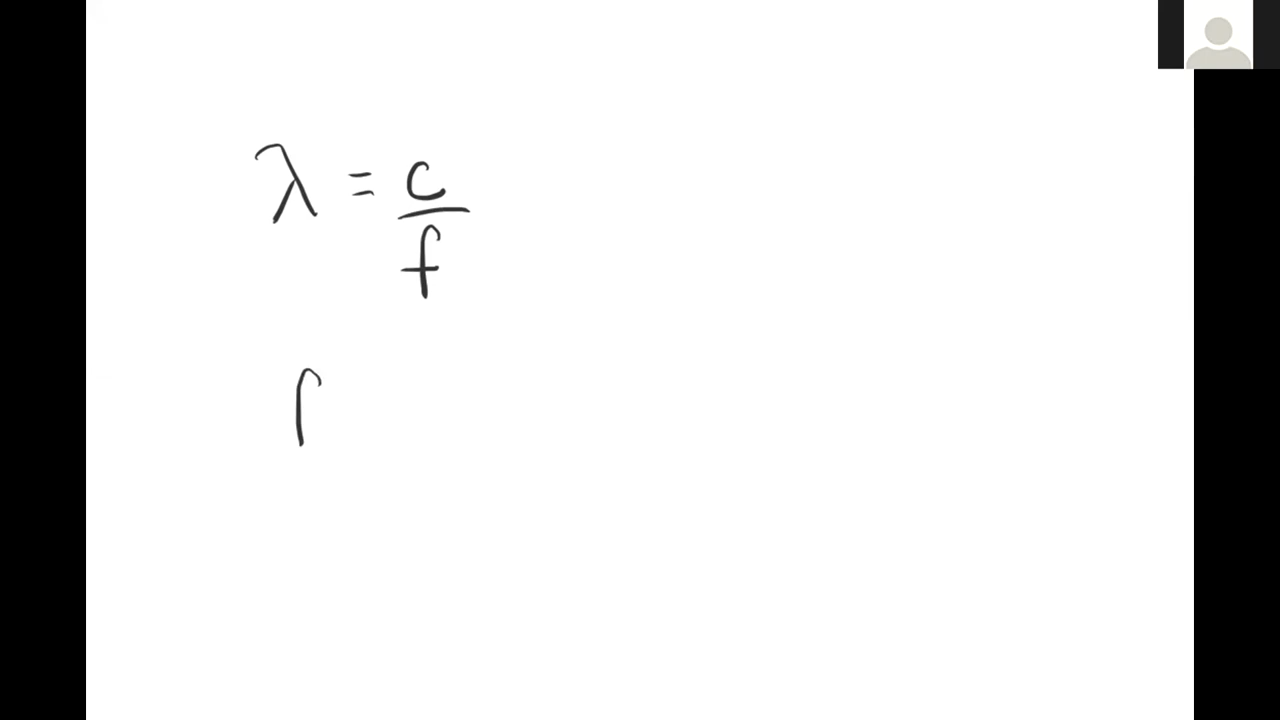 λ = c/f